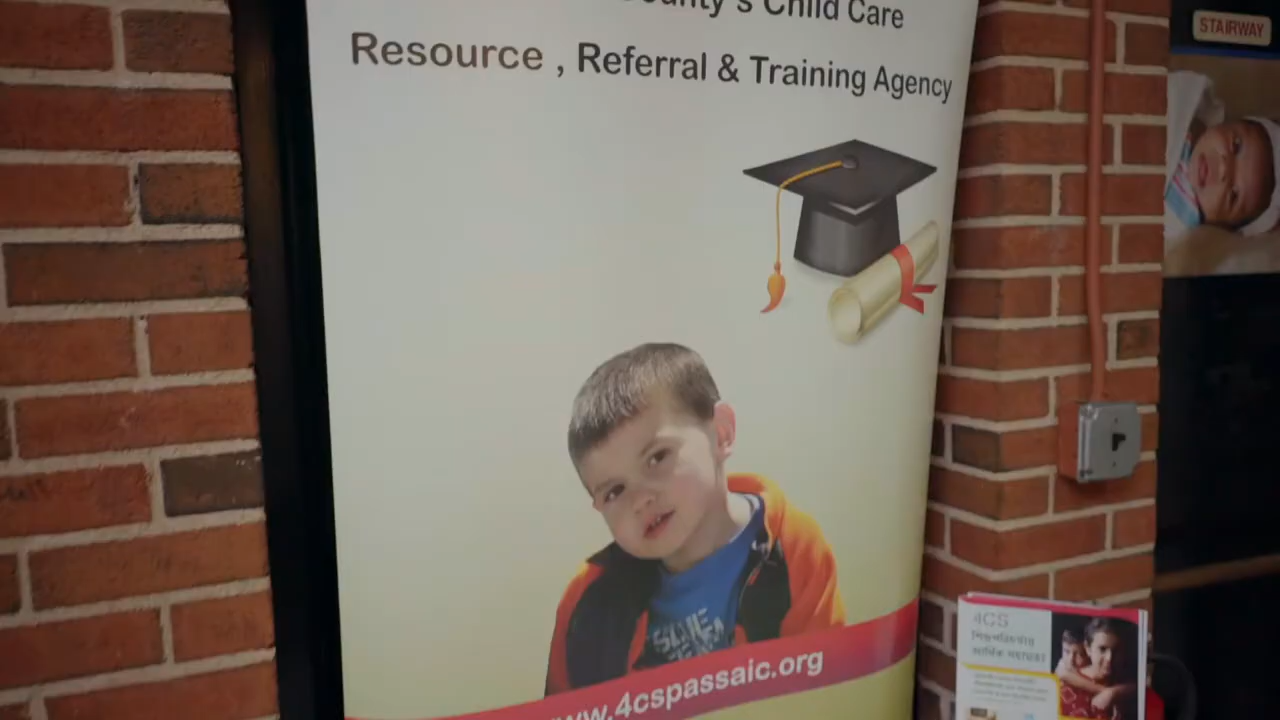 County's Child Care
Resource , Referral & Training Agency
STAIRWAY
www.4cspassaic.org
4CS